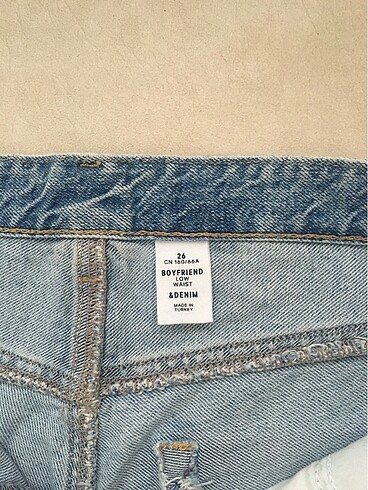 26
CN 160/66A
BOYFRIEND
LOW
WAIST
&DENIM
MADE IN
TURKEY